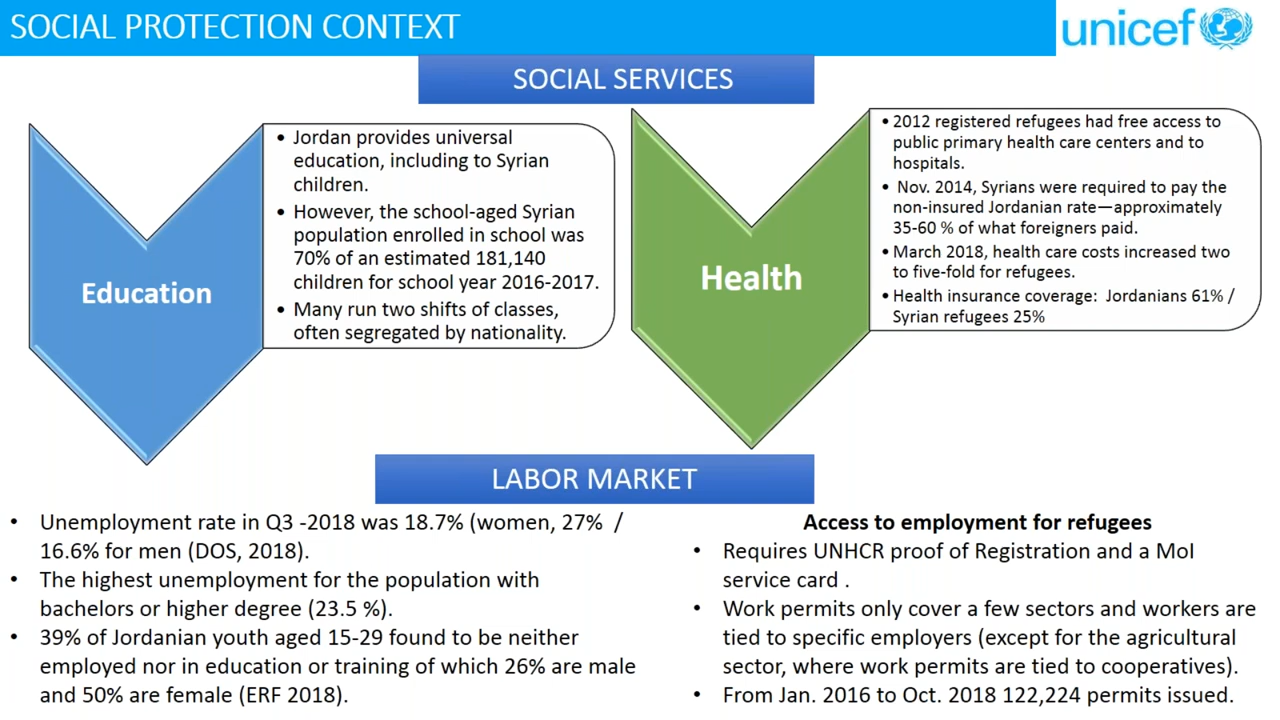 SOCIAL PROTECTION CONTEXT
unicef
SOCIAL SERVICES
Education
• Jordan provides universal
education, including to Syrian
children.
• However, the school-aged Syrian
population enrolled in school was
70% of an estimated 181,140
children for school year 2016-2017.
• Many run two shifts of classes,
often segregated by nationality.
Health
• 2012 registered refugees had free access to
public primary health care centers and to
hospitals.
• Nov. 2014, Syrians were required to pay the
non-insured Jordanian rate—approximately
35-60 % of what foreigners paid.
• March 2018, health care costs increased two
to five-fold for refugees.
• Health insurance coverage: Jordanians 61% /
Syrian refugees 25%
LABOR MARKET
• Unemployment rate in Q3 -2018 was 18.7% (women, 27% /
16.6% for men (DOS, 2018).
• The highest unemployment for the population with
bachelors or higher degree (23.5 %).
• 39% of Jordanian youth aged 15-29 found to be neither
employed nor in education or training of which 26% are male
and 50% are female (ERF 2018).
Access to employment for refugees
• Requires UNHCR proof of Registration and a MoI
service card .
• Work permits only cover a few sectors and workers are
tied to specific employers (except for the agricultural
sector, where work permits are tied to cooperatives).
• From Jan. 2016 to Oct. 2018 122,224 permits issued.